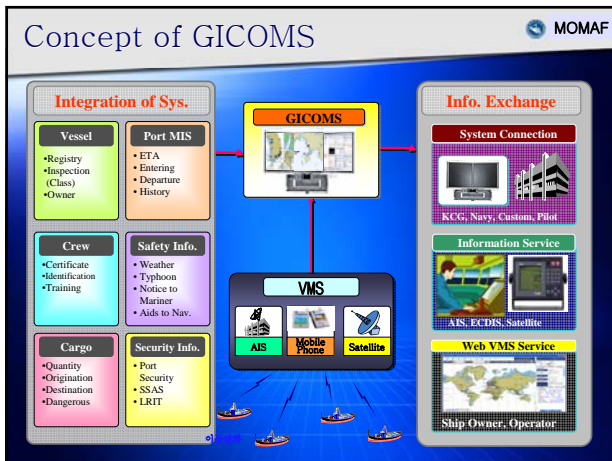 Concept of GICOMS
MOMAF
Integration of Sys.
Vessel
•Registry
•Inspection
(Class)
•Owner
Port MIS
• ETA
• Entering
• Departure
• History
Crew
•Certificate
•Identification
•Training
Safety Info.
• Weather
• Typhoon
• Notice to
Mariner
• Aids to Nav.
Cargo
•Quantity
•Origination
•Destination
•Dangerous
Security Info.
• Port
Security
• SSAS
• LRIT
GICOMS
VMS
AIS
Mobile
Phone
Satellite
Info. Exchange
System Connection
KCG, Navy, Custom, Pilot
Information Service
AIS, ECDIS, Satellite
Web VMS Service
Ship Owner, Operator